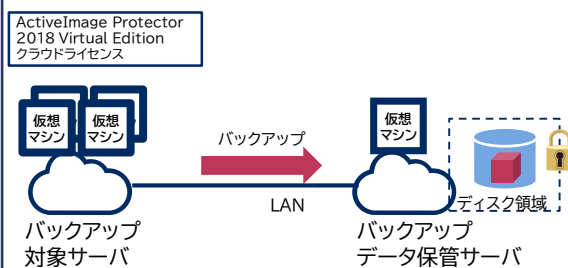 ActiveImage Protector
2018 Virtual Edition
クラウドライセンス
仮想
マシン
仮想
マシン
バックアップ
仮想
マシン
LAN
ディスク領域
バックアップ
対象サーバ
バックアップ
データ保管サーバ